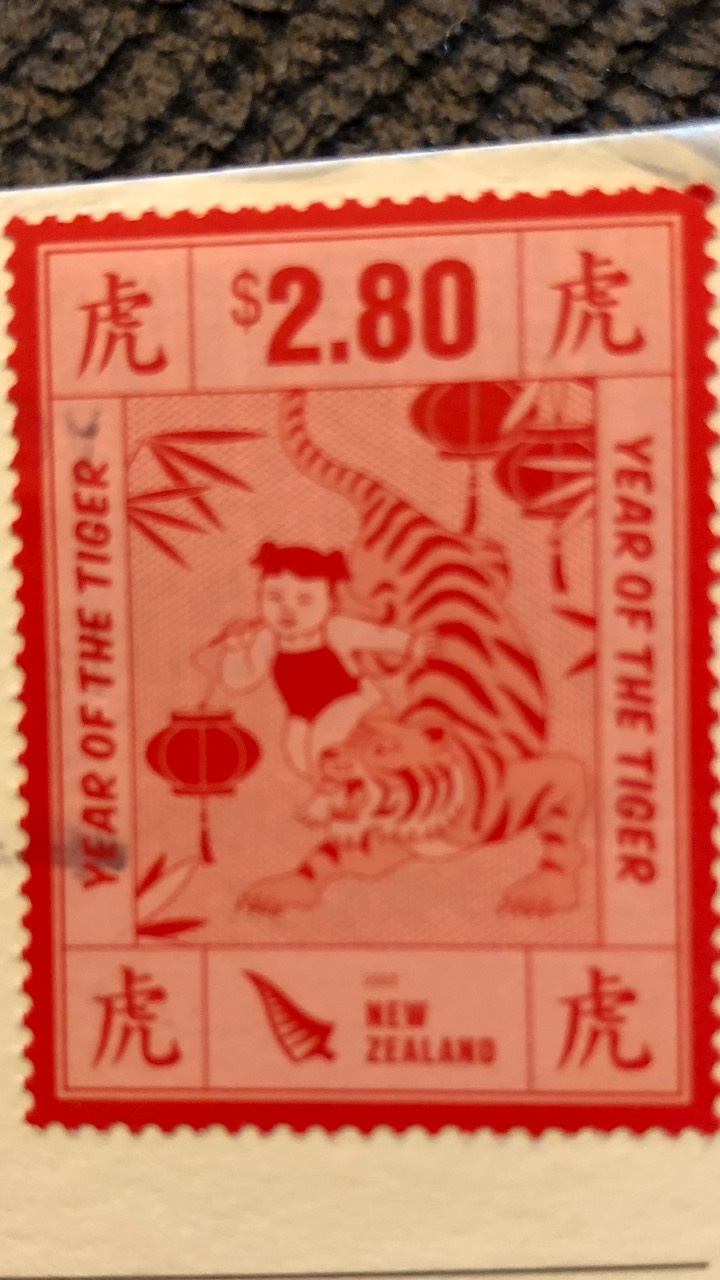 虎
$2.80
虎
YEAR OF THE TIGER
YEAR OF THE TIGER
虎
NEW
ZEALAND
虎